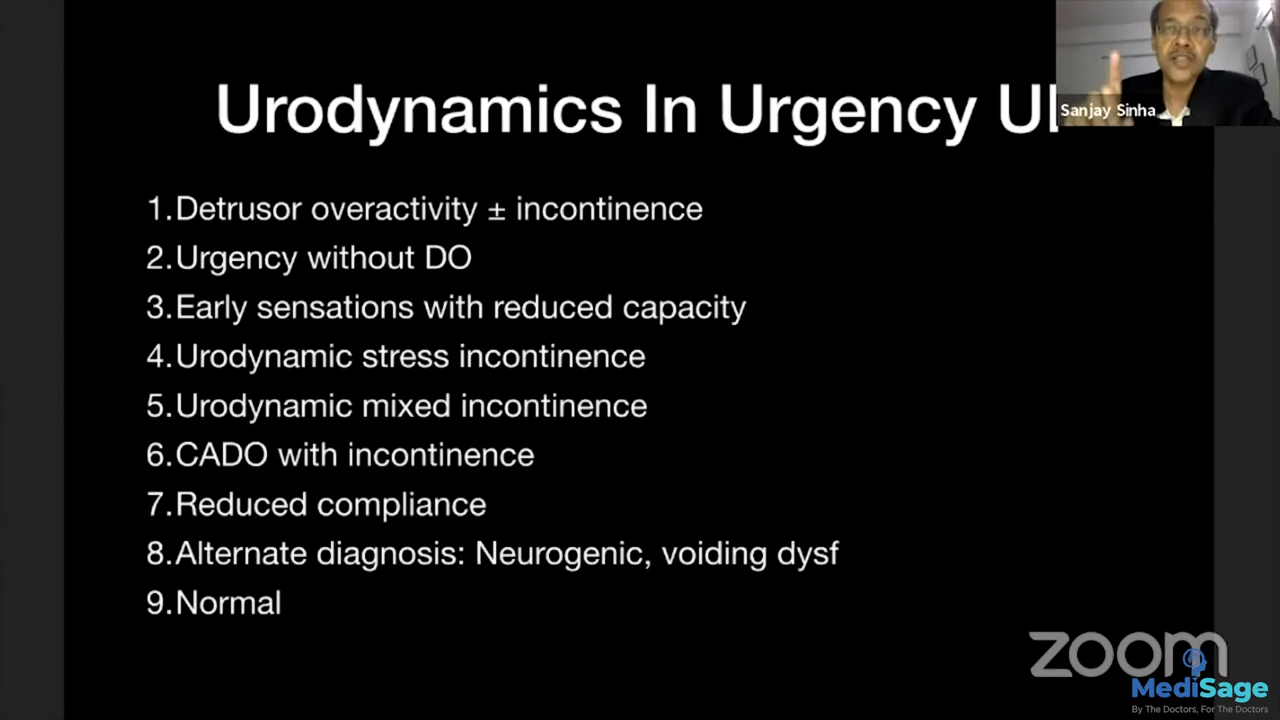 Urodynamics In Urgency UI
Sanjay Sinha
1.Detrusor overactivity ± incontinence
2.Urgency without DO
3.Early sensations with reduced capacity
4.Urodynamic stress incontinence
5.Urodynamic mixed incontinence
6.CADO with incontinence
7.Reduced compliance
8.Alternate diagnosis: Neurogenic, voiding dysf
9.Normal
zoom
MediSage
By The Doctors, For The Doctors